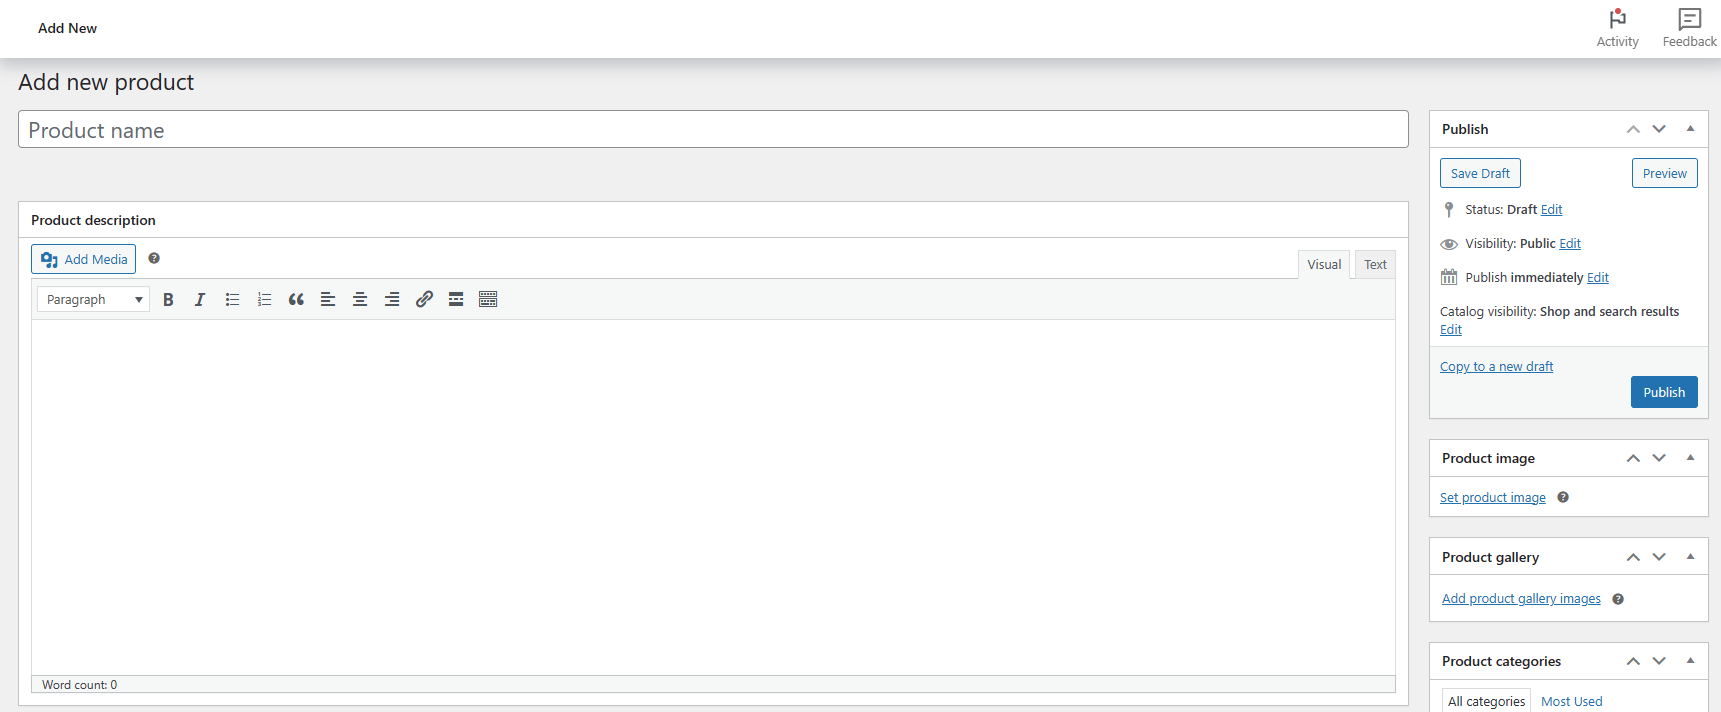 Add New
Activity
Feedback
Add new product
Product name
Product description
Add Media
Visual
Text
Paragraph
Word count: 0
Publish
Save Draft
Preview
Status: Draft Edit
Visibility: Public Edit
Publish immediately Edit
Catalog visibility: Shop and search results
Edit
Copy to a new draft
Publish
Product image
Set product image
Product gallery
Add product gallery images
Product categories
All categories
Most Used